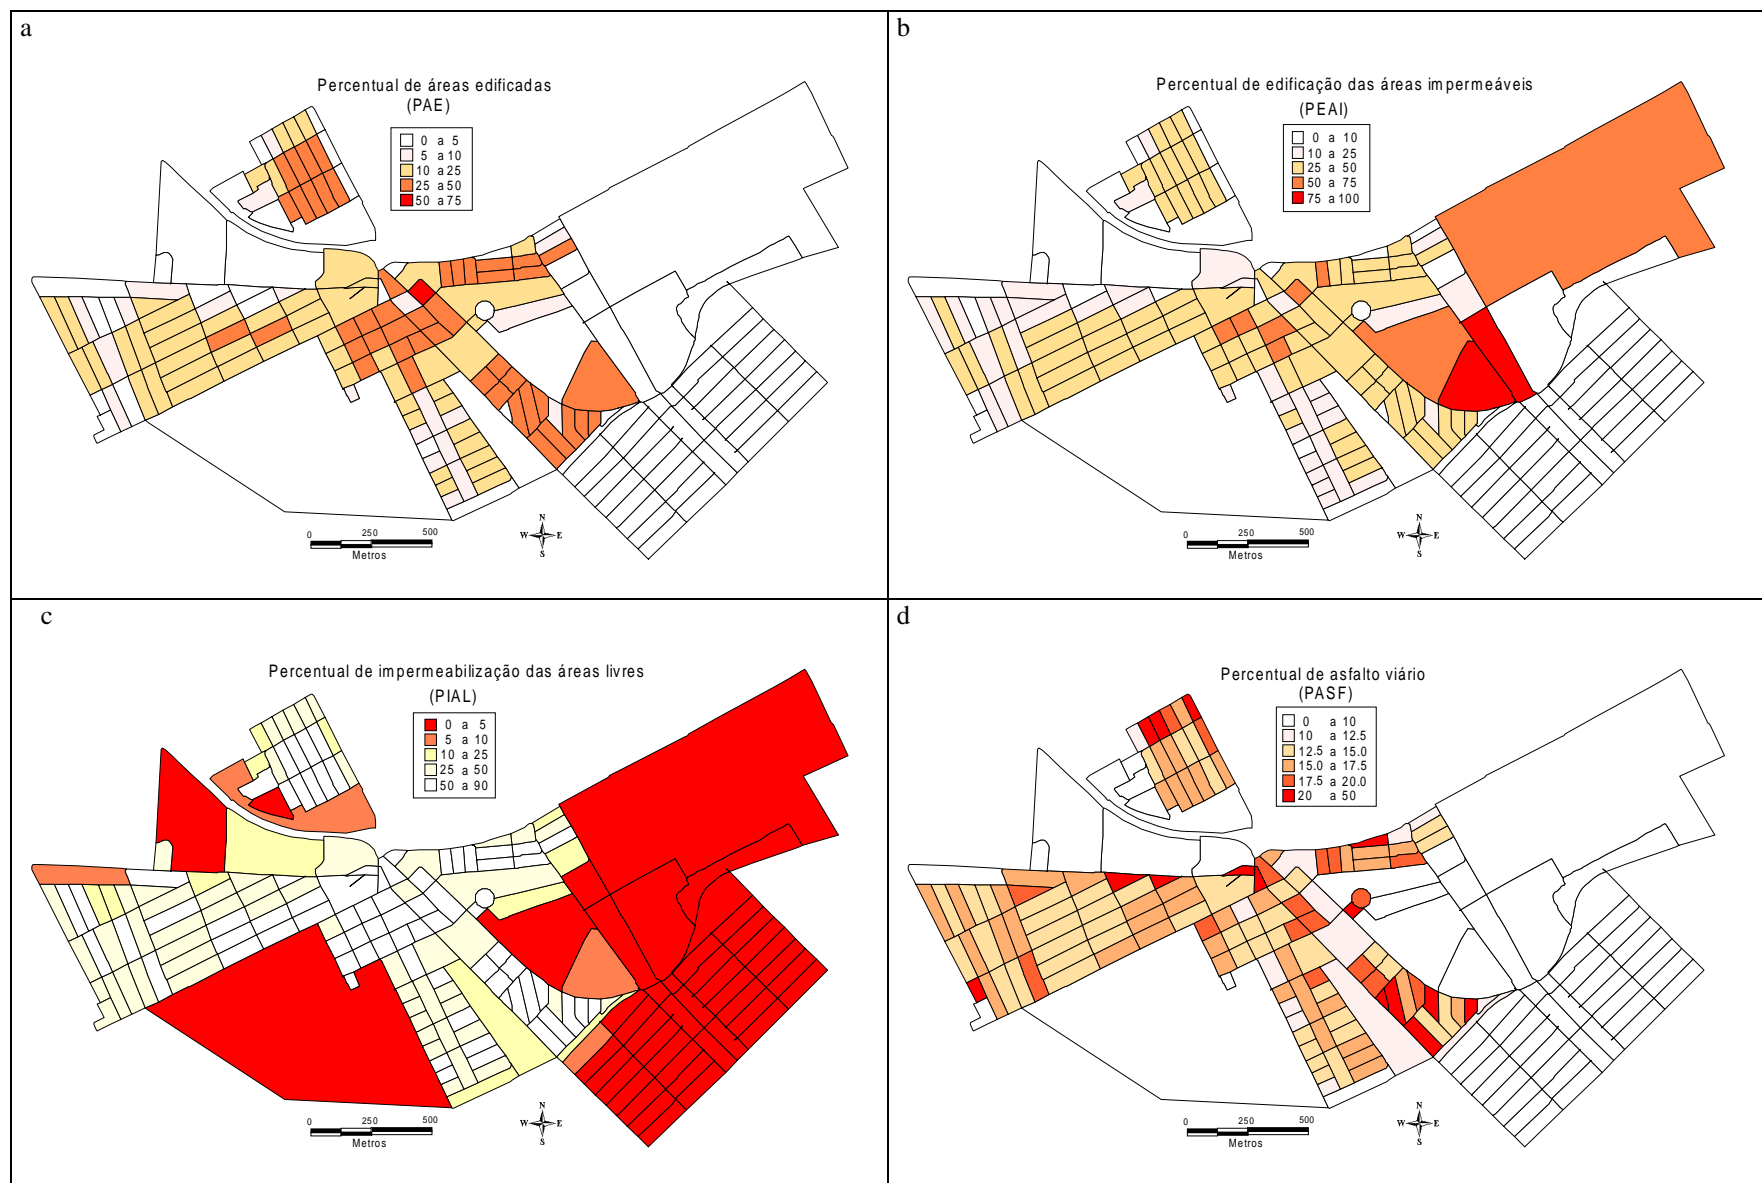 a
Percentual de áreas edificadas
(PAE)
0 a 5
5 a 10
10 a 25
25 a 50
50 a 75
0 250 500
Metros
N
W E
S
b
Percentual de edificação das áreas impermeáveis
(PEAI)
0 a 10
10 a 25
25 a 50
50 a 75
75 a 100
0 250 500
Metros
N
W E
S
c
Percentual de impermeabilização das áreas livres
(PIAL)
0 a 5
5 a 10
10 a 25
25 a 50
50 a 90
0 250 500
Metros
N
W E
S
d
Percentual de asfalto viário
(PASF)
0 a 10
10 a 12.5
12.5 a 15.0
15.0 a 17.5
17.5 a 20.0
20 a 50
0 250 500
Metros
N
W E
S